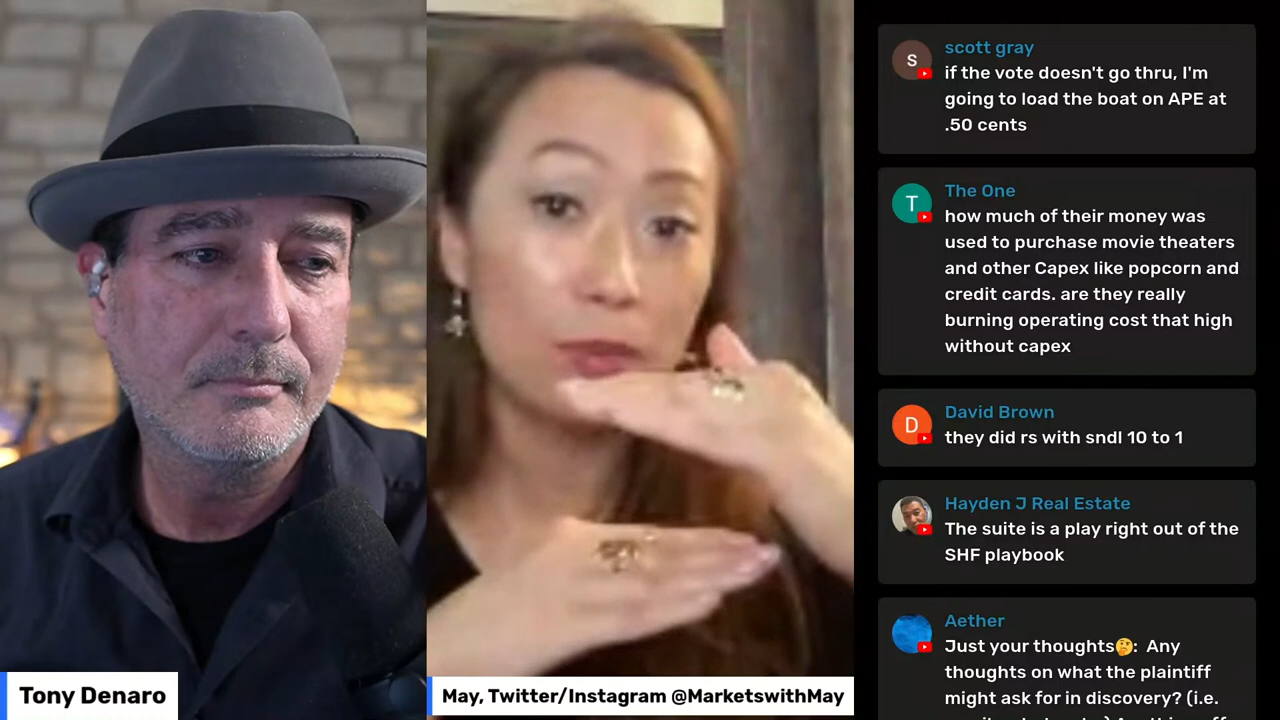 Tony Denaro
May, Twitter/Instagram @MarketswithMay
S
scott gray
if the vote doesn't go thru, I'm
going to load the boat on APE at
.50 cents
T
The One
how much of their money was
used to purchase movie theaters
and other Capex like popcorn and
credit cards. are they really
burning operating cost that high
without capex
D
David Brown
they did rs with sndl 10 to 1
Hayden J Real Estate
The suite is a play right out of the
SHF playbook
Aether
Just your thoughts🤔: Any
thoughts on what the plaintiff
might ask for in discovery? (i.e.